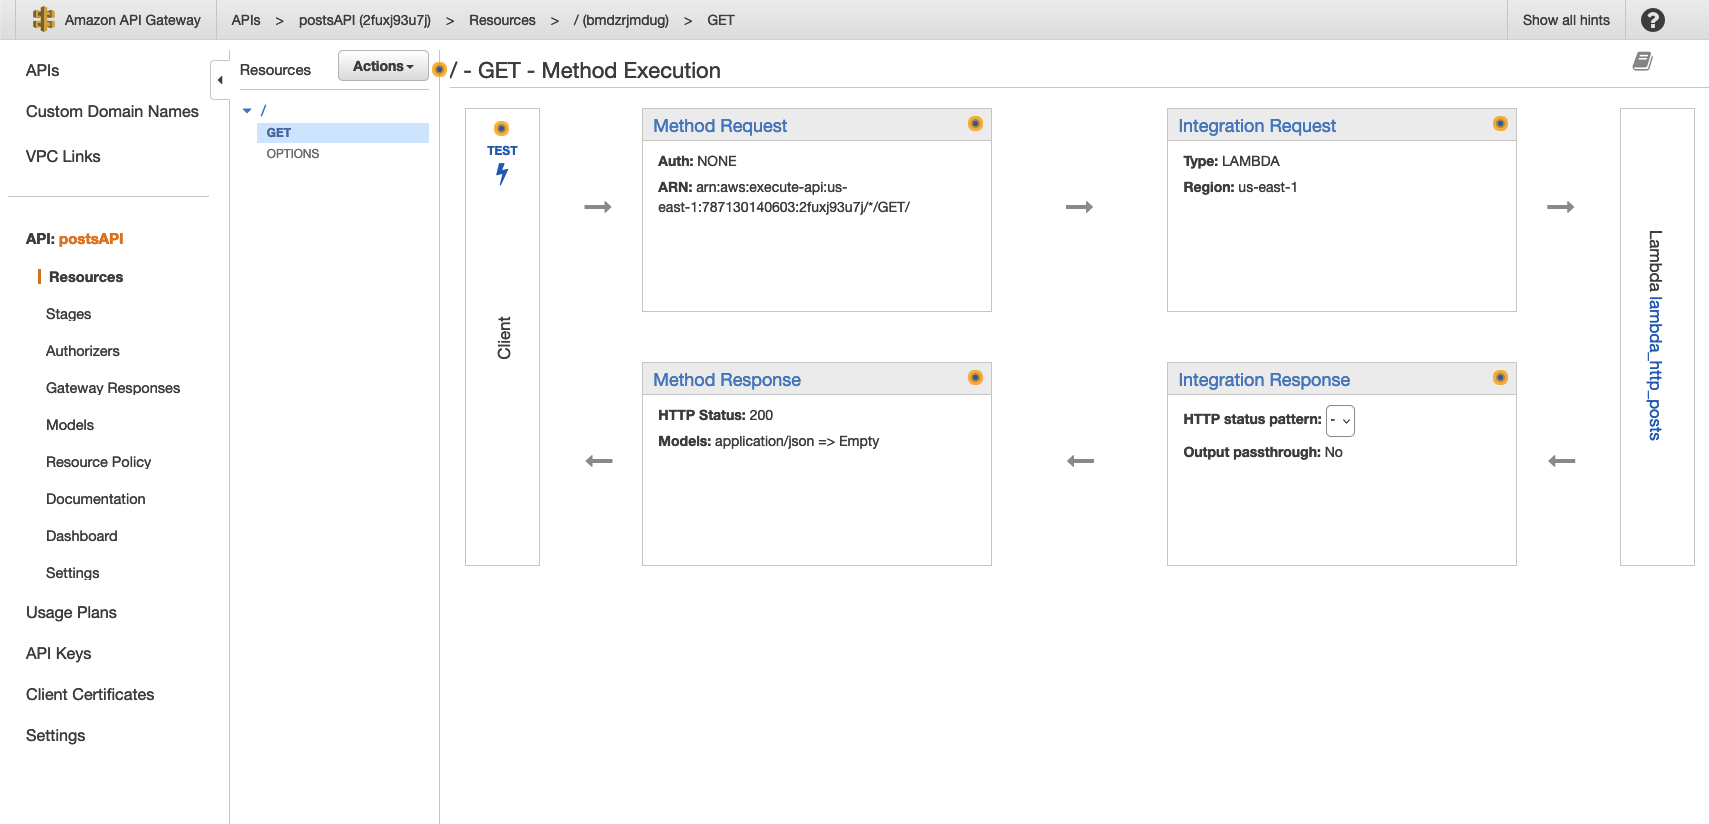 Amazon API Gateway
APIs > postsAPI (2fuxj93u7j) > Resources > / (bmdzrjmdug) > GET
Show all hints
?
APIs
Custom Domain Names
VPC Links
API: postsAPI
Resources
Stages
Authorizers
Gateway Responses
Models
Resource Policy
Documentation
Dashboard
Settings
Usage Plans
API Keys
Client Certificates
Settings
Resources
Actions
/
GET
OPTIONS
/ - GET - Method Execution
TEST
Client
Method Request
Auth: NONE
ARN: arn:aws:execute-api:us-
east-1:787130140603:2fuxj93u7j/*/GET/
Integration Request
Type: LAMBDA
Region: us-east-1
Lambda lambda_http_posts
Method Response
HTTP Status: 200
Models: application/json => Empty
Integration Response
HTTP status pattern: -
Output passthrough: No